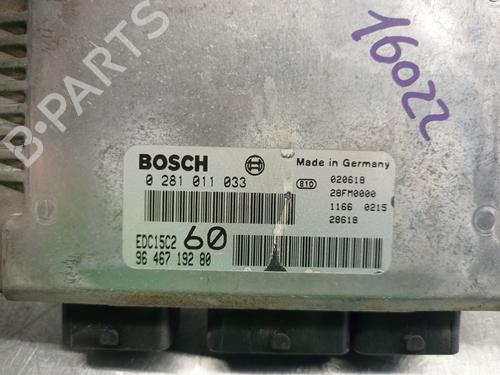 16022
B-PARTS
BOSCH
Made in Germany
0 281 011 033
810
020618
28FM0000
1166 0215
28618
EDC15C2 60
96 467 192 80